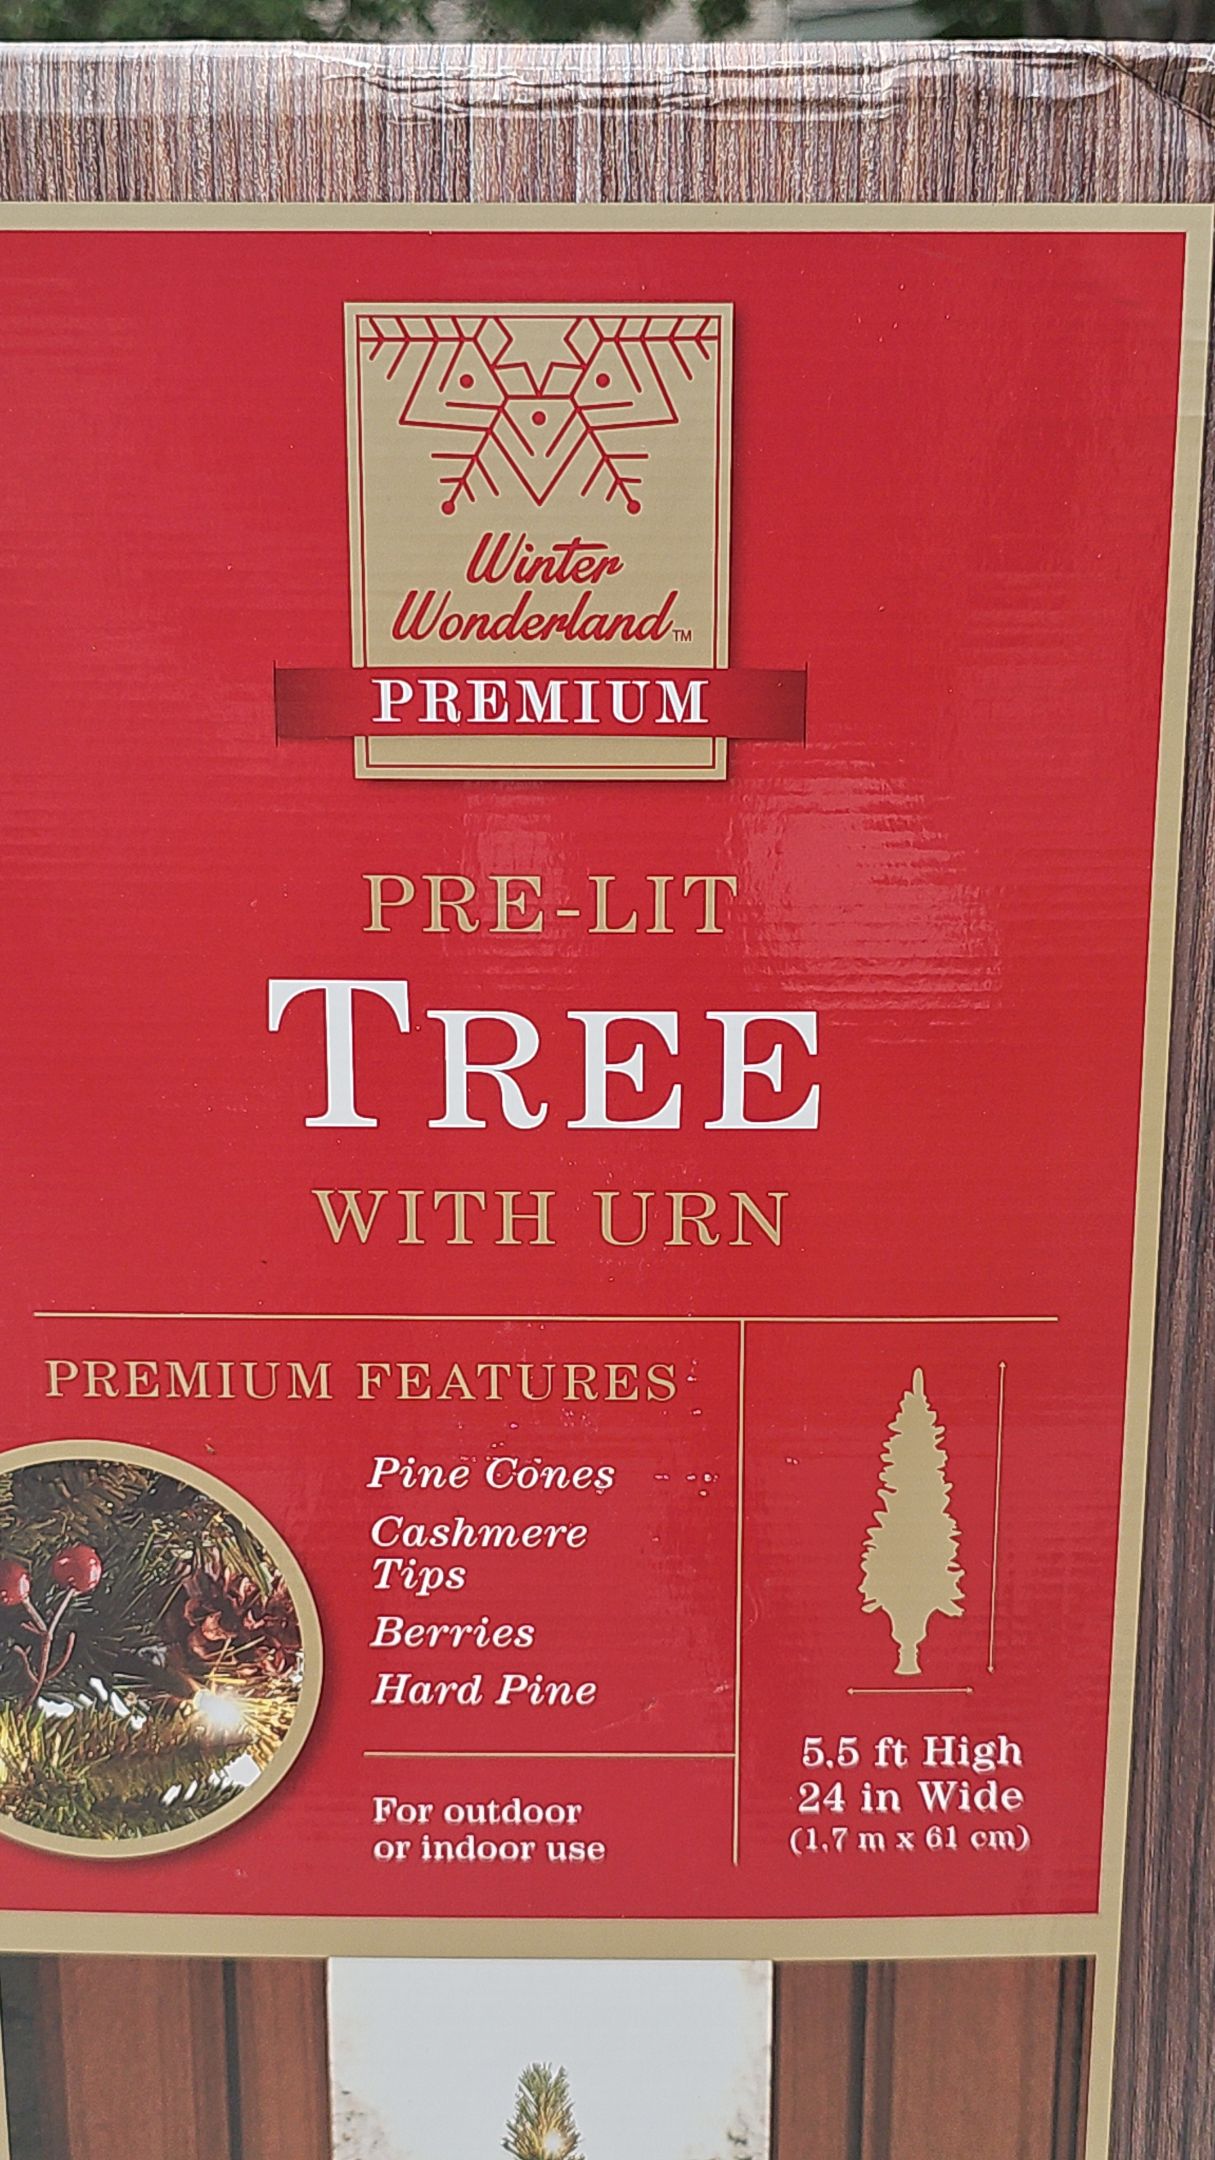 Winter
Wonderland™
PREMIUM
PRE-LIT
TREE
WITH URN
PREMIUM FEATURES
Pine Cones
Cashmere
Tips
Berries
Hard Pine
For outdoor
or indoor use
5.5 ft High
24 in Wide
(1.7 m x 61 cm)